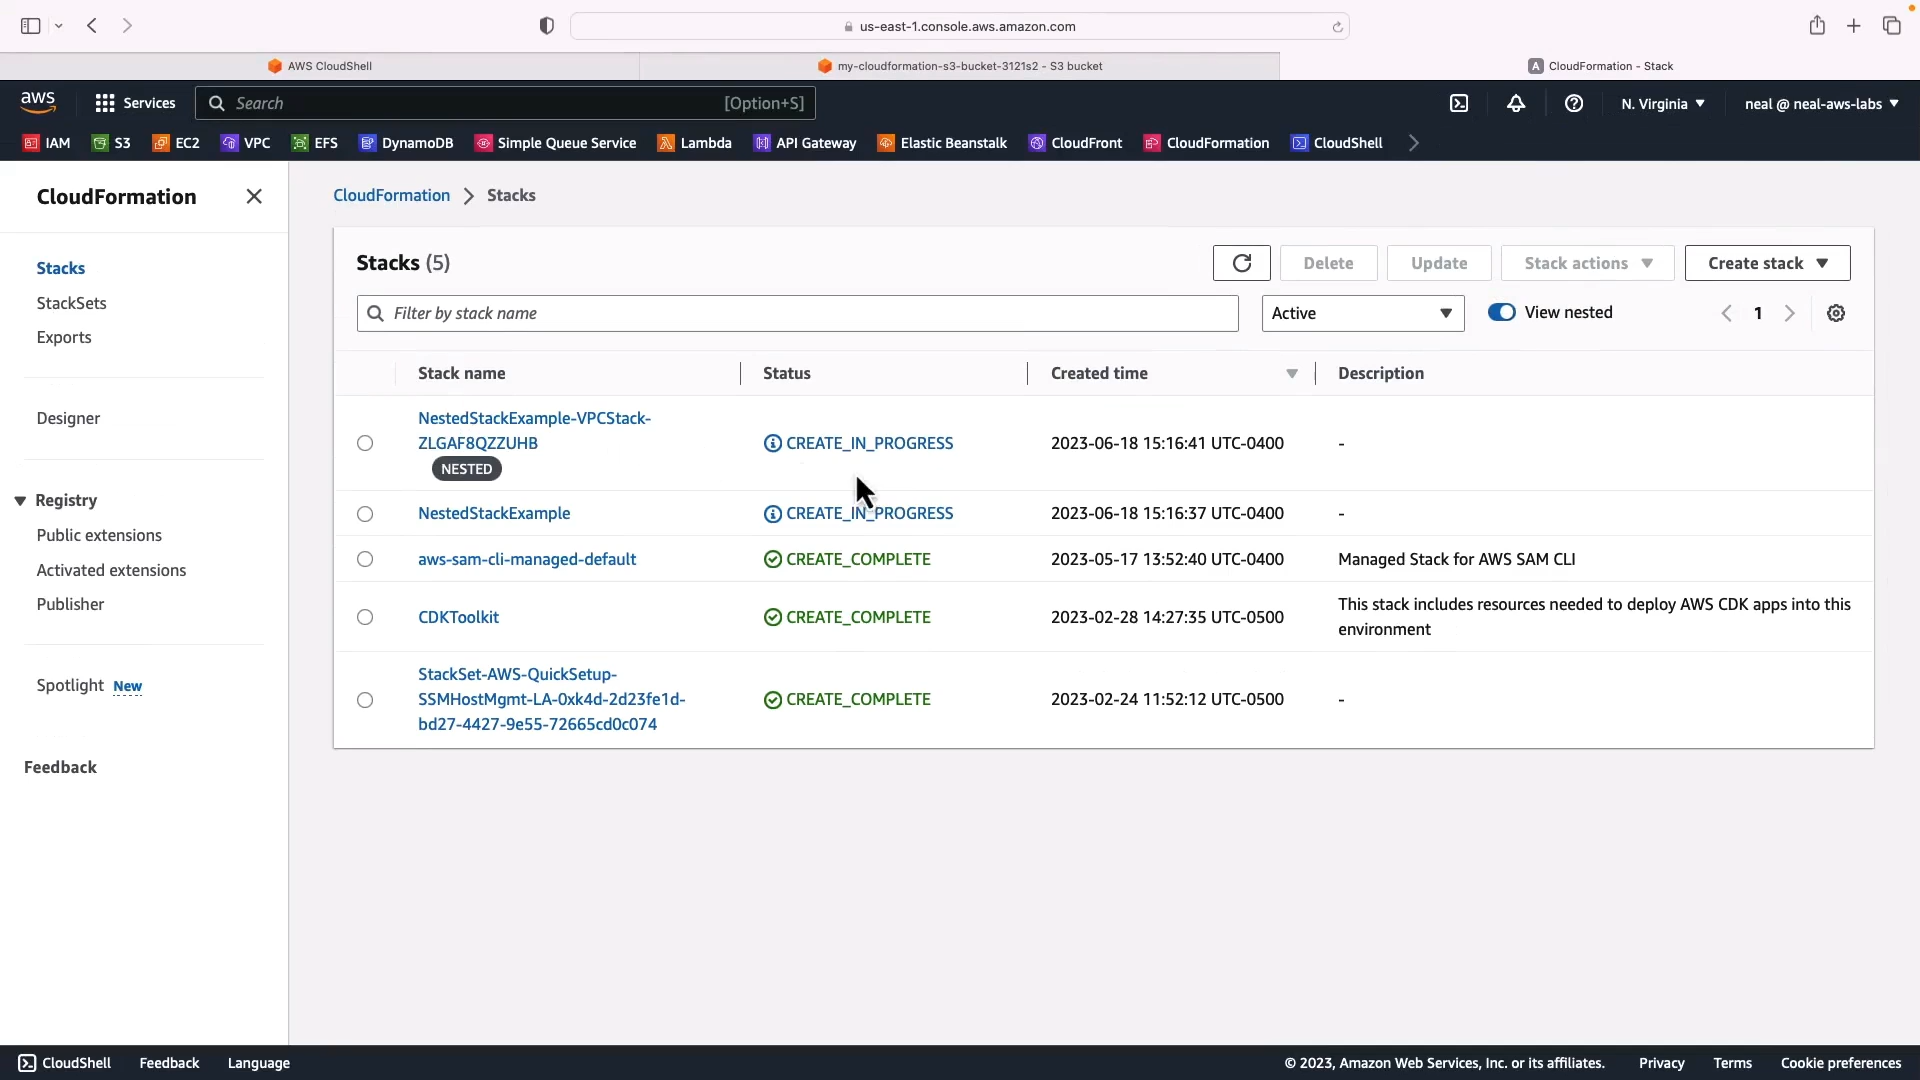 us-east-1.console.aws.amazon.com
AWS CloudShell
my-cloudformation-s3-bucket-3121s2 - S3 bucket
A CloudFormation - Stack
aws
Services
Search
[Option+S]
N. Virginia
neal @ neal-aws-labs
IAM
S3
EC2
VPC
EFS
DynamoDB
Simple Queue Service
Lambda
API Gateway
Elastic Beanstalk
CloudFront
CloudFormation
CloudShell
CloudFormation
Stacks
StackSets
Exports
Designer
Registry
Public extensions
Activated extensions
Publisher
Spotlight New
Feedback
CloudFormation > Stacks
Stacks (5)
Delete
Update
Stack actions
Create stack
Filter by stack name
Active
View nested
1
Stack name
Status
Created time
Description
NestedStackExample-VPCStack-
ZLGAF8QZZUHB
NESTED
CREATE_IN_PROGRESS
2023-06-18 15:16:41 UTC-0400
-
NestedStackExample
CREATE_IN_PROGRESS
2023-06-18 15:16:37 UTC-0400
-
aws-sam-cli-managed-default
CREATE_COMPLETE
2023-05-17 13:52:40 UTC-0400
Managed Stack for AWS SAM CLI
CDKToolkit
CREATE_COMPLETE
2023-02-28 14:27:35 UTC-0500
This stack includes resources needed to deploy AWS CDK apps into this
environment
StackSet-AWS-QuickSetup-
SSMHostMgmt-LA-0xk4d-2d23fe1d-
bd27-4427-9e55-72665cd0c074
CREATE_COMPLETE
2023-02-24 11:52:12 UTC-0500
-
CloudShell
Feedback
Language
© 2023, Amazon Web Services, Inc. or its affiliates.
Privacy
Terms
Cookie preferences